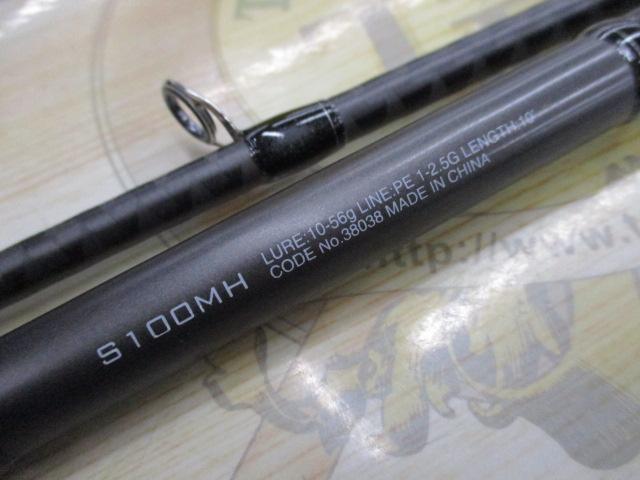 S100MH
LURE:10-56g LINE:PE 1-2.5G LENGTH:10'
CODE No.38038 MADE IN CHINA
http://www.